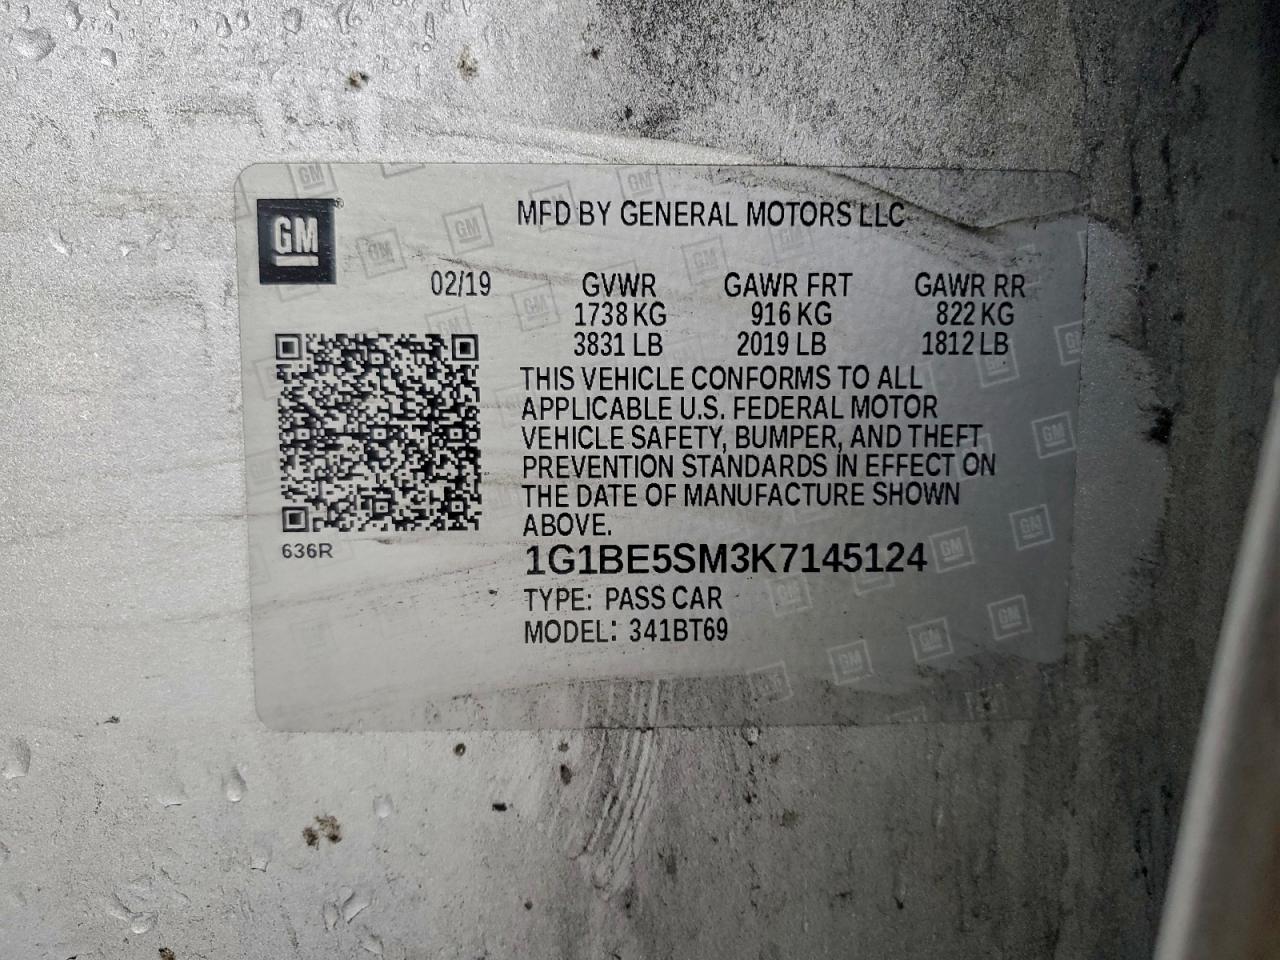 GM
MFD BY GENERAL MOTORS LLC
02/19 GVWR GAWR FRT GAWR RR
1738 KG 916 KG 822 KG
3831 LB 2019 LB 1812 LB
THIS VEHICLE CONFORMS TO ALL
APPLICABLE U.S. FEDERAL MOTOR
VEHICLE SAFETY, BUMPER, AND THEFT
PREVENTION STANDARDS IN EFFECT ON
THE DATE OF MANUFACTURE SHOWN
ABOVE.
636R
1G1BE5SM3K7145124
TYPE: PASS CAR
MODEL: 341BT69